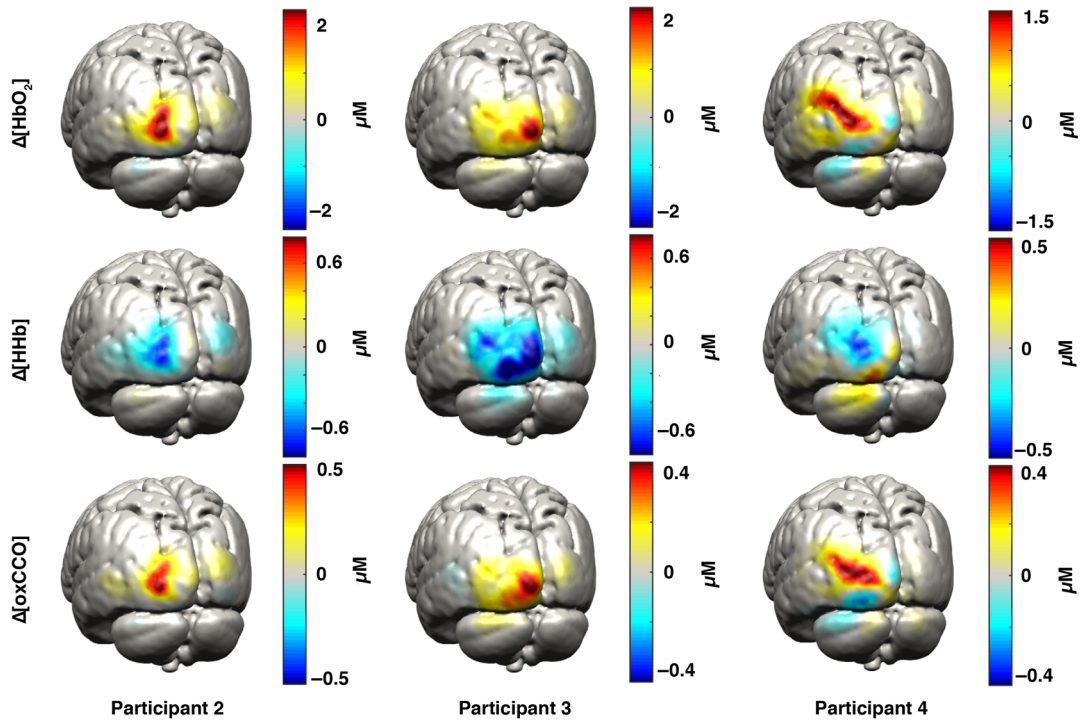 Δ[HbO₂]
2
0
−2
μM
2
0
−2
μM
1.5
0
−1.5
μM
Δ[HHb]
0.6
0
−0.6
μM
0.6
0
−0.6
μM
0.5
0
−0.5
μM
Δ[oxCCO]
0.5
0
−0.5
μM
0.4
0
−0.4
μM
0.4
0
−0.4
μM
Participant 2
Participant 3
Participant 4